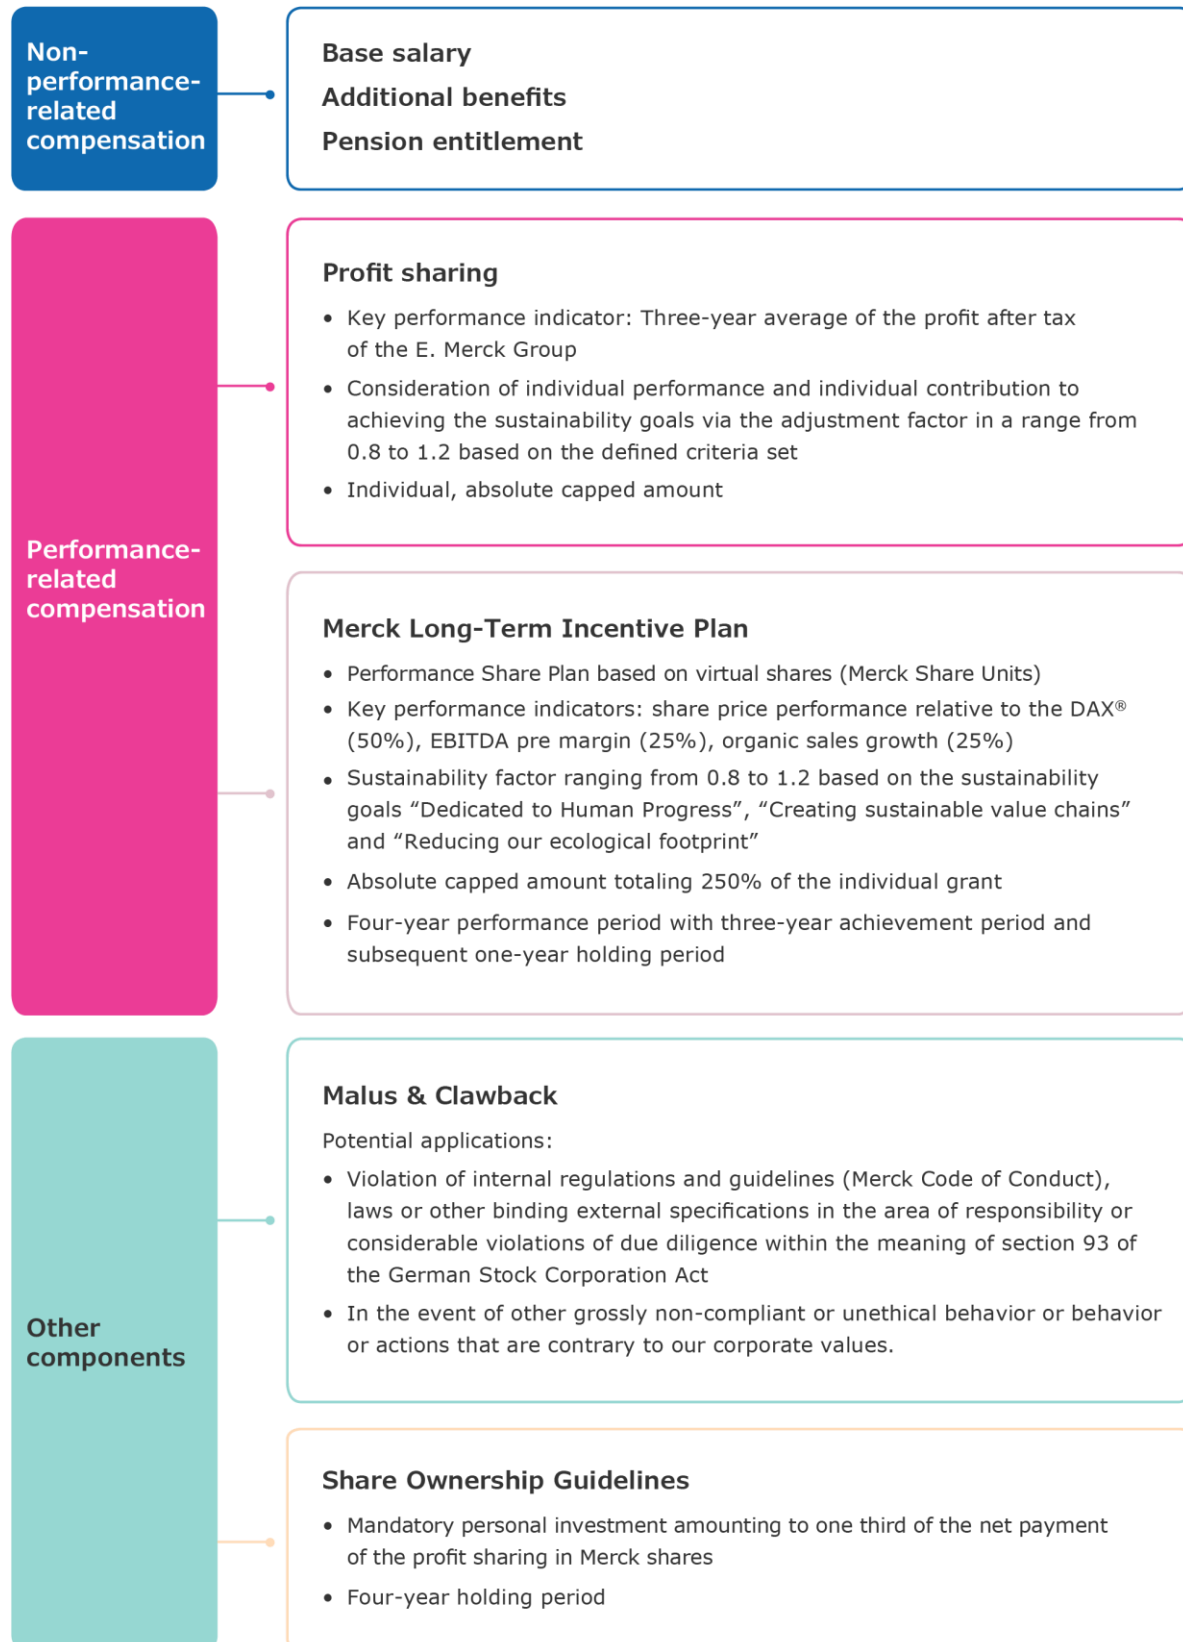 Non-
performance-
related
compensation
Base salary
Additional benefits
Pension entitlement
Performance-
related
compensation
Profit sharing
• Key performance indicator: Three-year average of the profit after tax
of the E. Merck Group
• Consideration of individual performance and individual contribution to
achieving the sustainability goals via the adjustment factor in a range from
0.8 to 1.2 based on the defined criteria set
• Individual, absolute capped amount
Merck Long-Term Incentive Plan
• Performance Share Plan based on virtual shares (Merck Share Units)
• Key performance indicators: share price performance relative to the DAX®
(50%), EBITDA pre margin (25%), organic sales growth (25%)
• Sustainability factor ranging from 0.8 to 1.2 based on the sustainability
goals “Dedicated to Human Progress”, “Creating sustainable value chains”
and “Reducing our ecological footprint”
• Absolute capped amount totaling 250% of the individual grant
• Four-year performance period with three-year achievement period and
subsequent one-year holding period
Other
components
Malus & Clawback
Potential applications:
• Violation of internal regulations and guidelines (Merck Code of Conduct),
laws or other binding external specifications in the area of responsibility or
considerable violations of due diligence within the meaning of section 93 of
the German Stock Corporation Act
• In the event of other grossly non-compliant or unethical behavior or behavior
or actions that are contrary to our corporate values.
Share Ownership Guidelines
• Mandatory personal investment amounting to one third of the net payment
of the profit sharing in Merck shares
• Four-year holding period